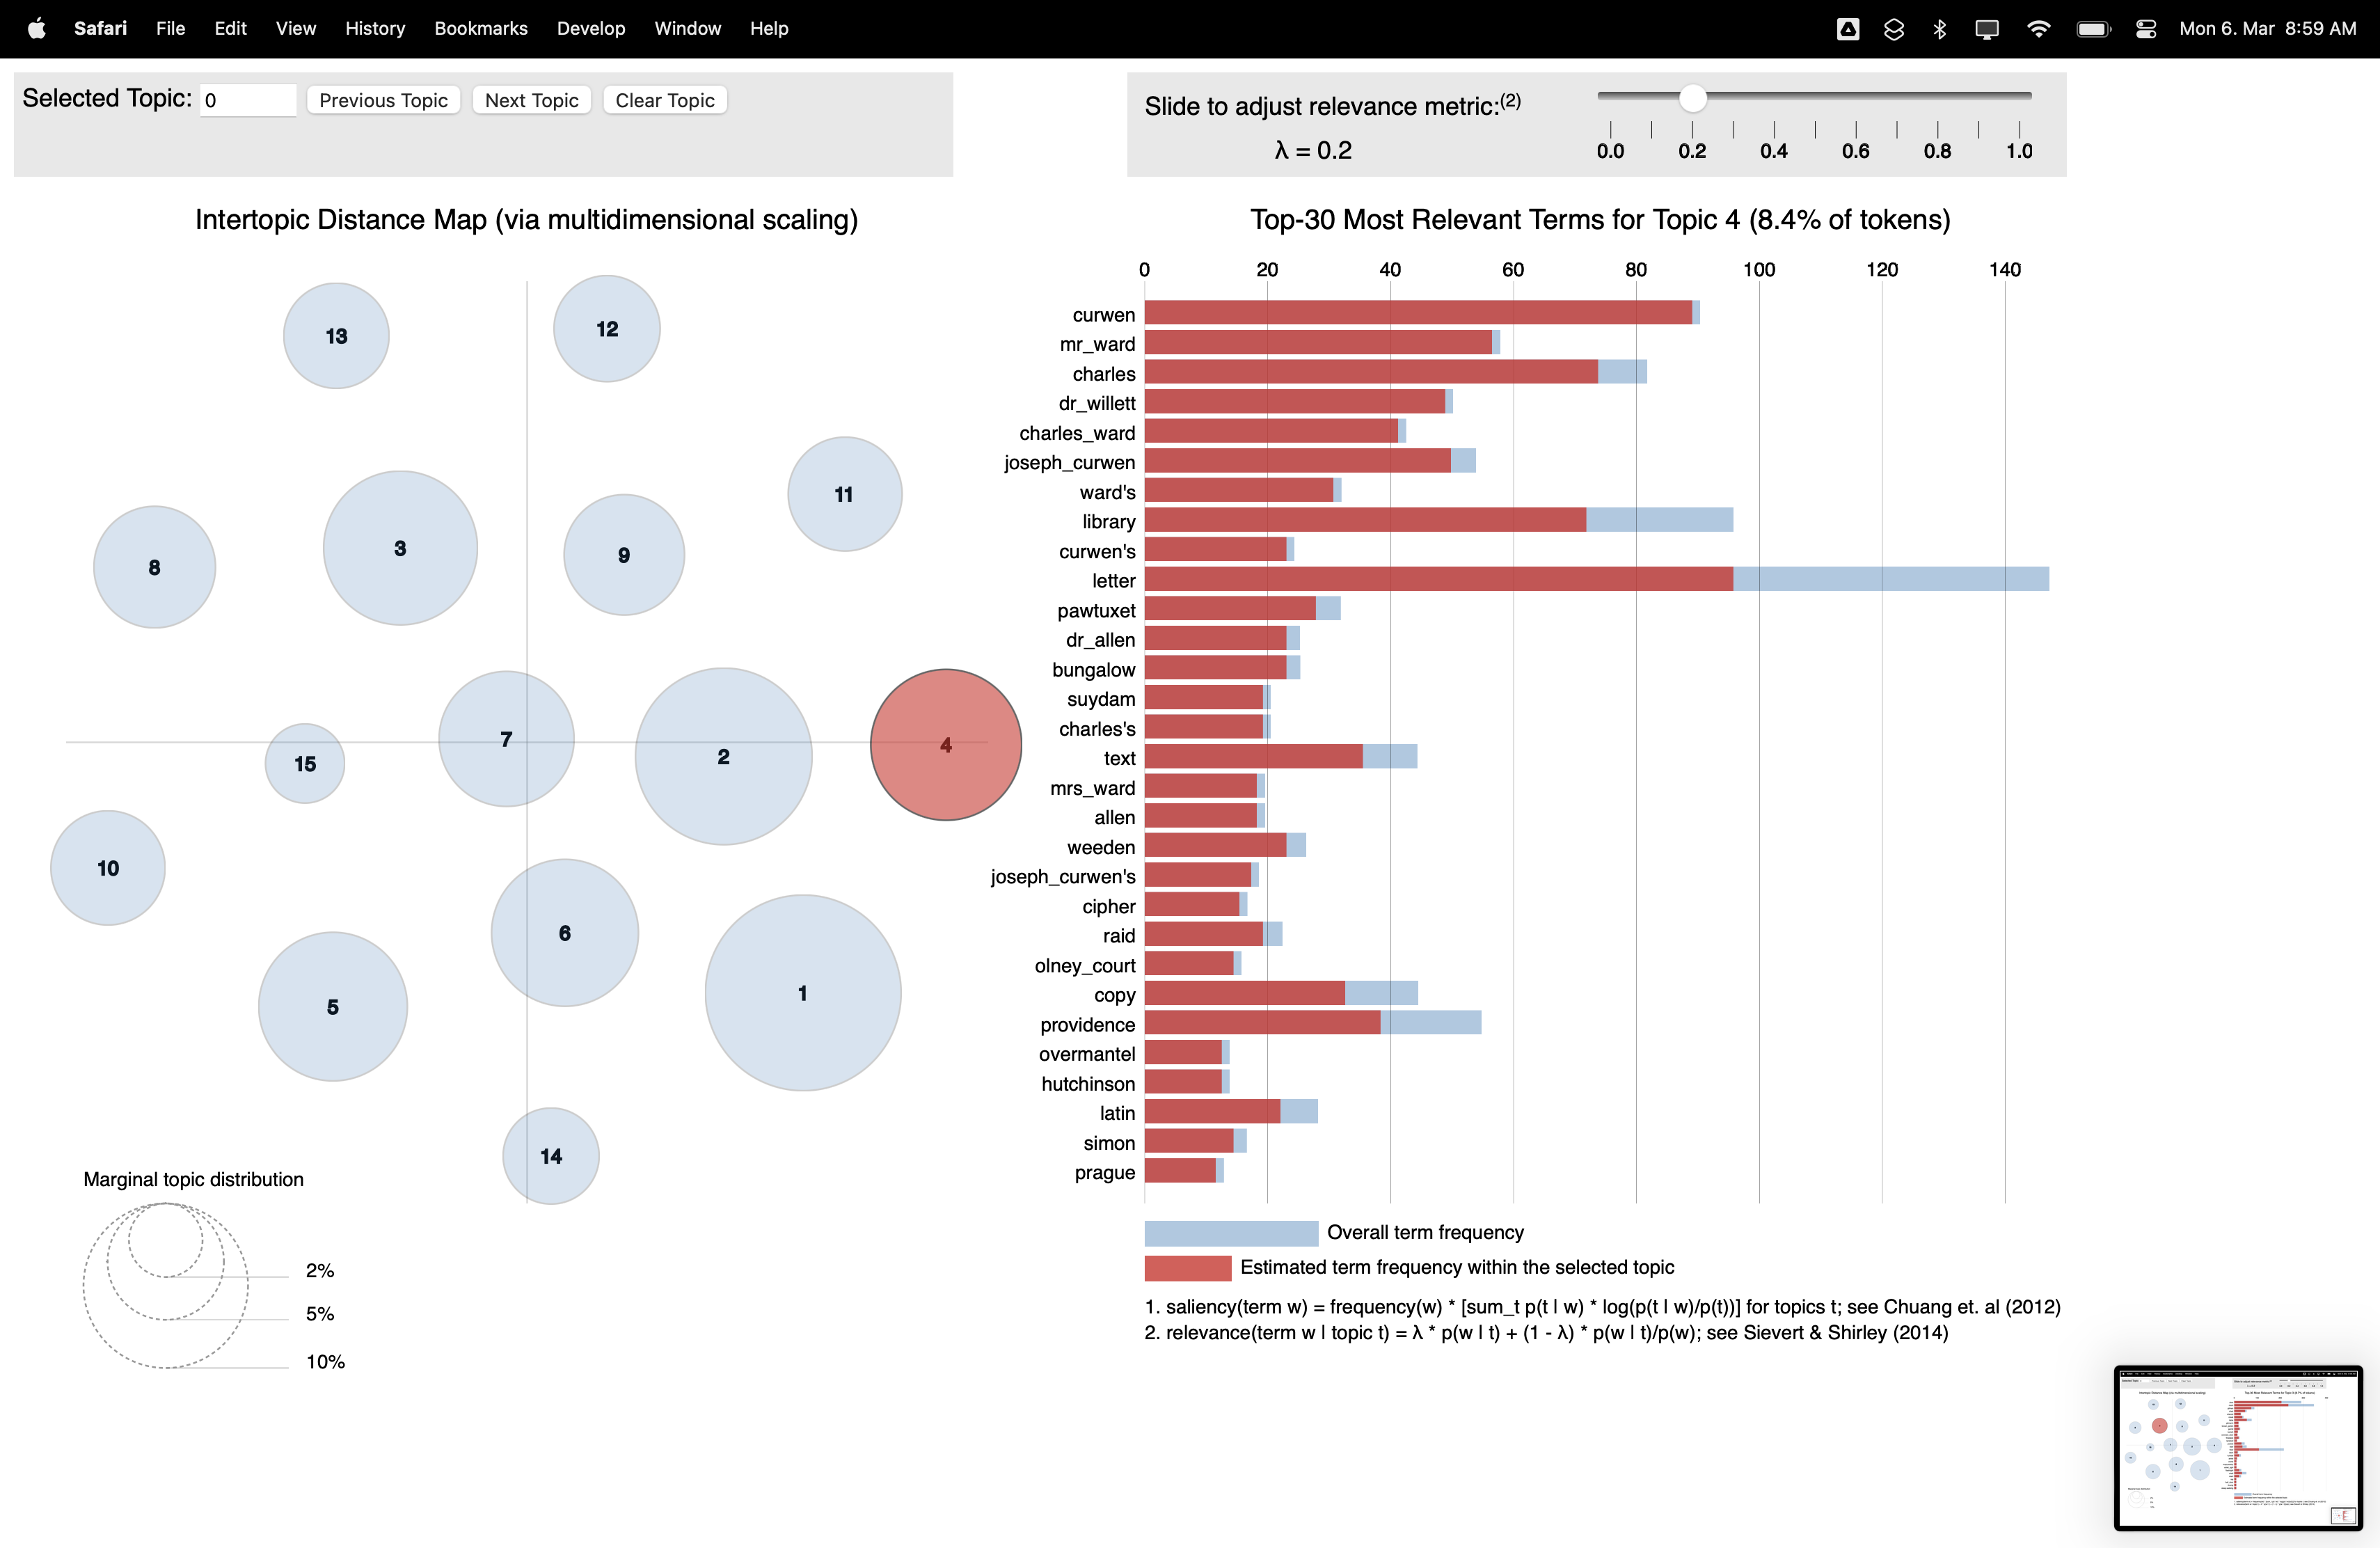 Safari File Edit View History Bookmarks Develop Window Help Mon 6. Mar 8:59 AM
Selected Topic: 0 Previous Topic Next Topic Clear Topic
Slide to adjust relevance metric:(2)
λ = 0.2
0.0 0.2 0.4 0.6 0.8 1.0
Intertopic Distance Map (via multidimensional scaling)
13
12
11
3
9
8
7
4
2
15
10
6
1
5
14
Marginal topic distribution
2%
5%
10%
Top-30 Most Relevant Terms for Topic 4 (8.4% of tokens)
0 20 40 60 80 100 120 140
curwen
mr_ward
charles
dr_willett
charles_ward
joseph_curwen
ward's
library
curwen's
letter
pawtuxet
dr_allen
bungalow
suydam
charles's
text
mrs_ward
allen
weeden
joseph_curwen's
cipher
raid
olney_court
copy
providence
overmantel
hutchinson
latin
simon
prague
Overall term frequency
Estimated term frequency within the selected topic
1. saliency(term w) = frequency(w) * [sum_t p(t | w) * log(p(t | w)/p(t))] for topics t; see Chuang et. al (2012)
2. relevance(term w | topic t) = λ * p(w | t) + (1 - λ) * p(w | t)/p(w); see Sievert & Shirley (2014)